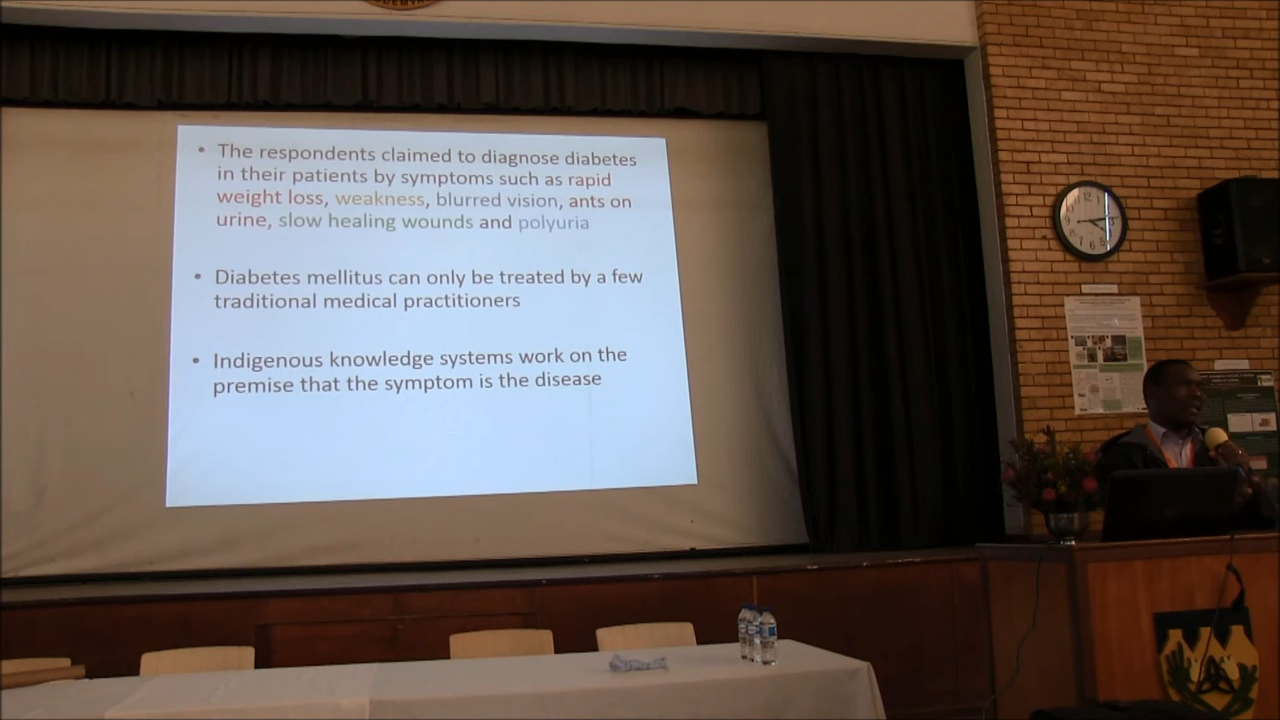 • The respondents claimed to diagnose diabetes
in their patients by symptoms such as rapid
weight loss, weakness, blurred vision, ants on
urine, slow healing wounds and polyuria
• Diabetes mellitus can only be treated by a few
traditional medical practitioners
• Indigenous knowledge systems work on the
premise that the symptom is the disease